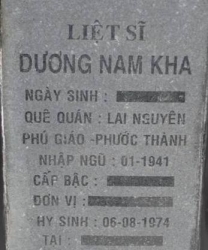 LIỆT SĨ
DƯƠNG NAM KHA
NGÀY SINH :
QUÊ QUÁN : LAI NGUYÊN
PHÚ GIÁO -PHƯỚC THÀNH
NHẬP NGŨ : 01-1941
CẤP BẬC :
ĐƠN VỊ :
HY SINH : 06-08-1974
TẠI :